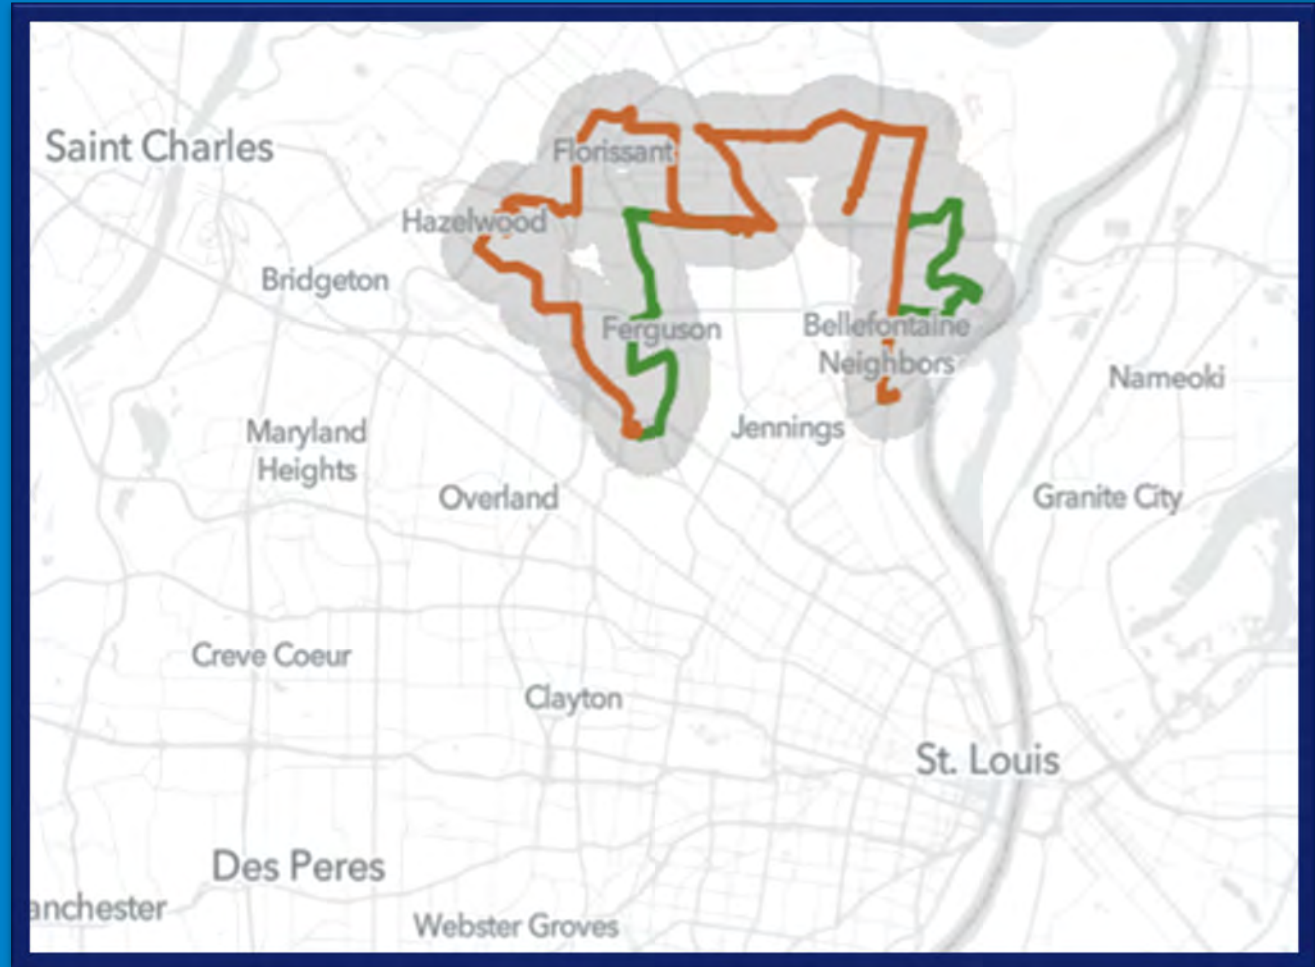 Saint Charles
Florissant
Hazelwood
Bridgeton
Ferguson
Bellefontaine
Neighbors
Nameoki
Maryland
Heights
Jennings
Overland
Granite City
Creve Coeur
Clayton
St. Louis
Des Peres
anchester
Webster Groves